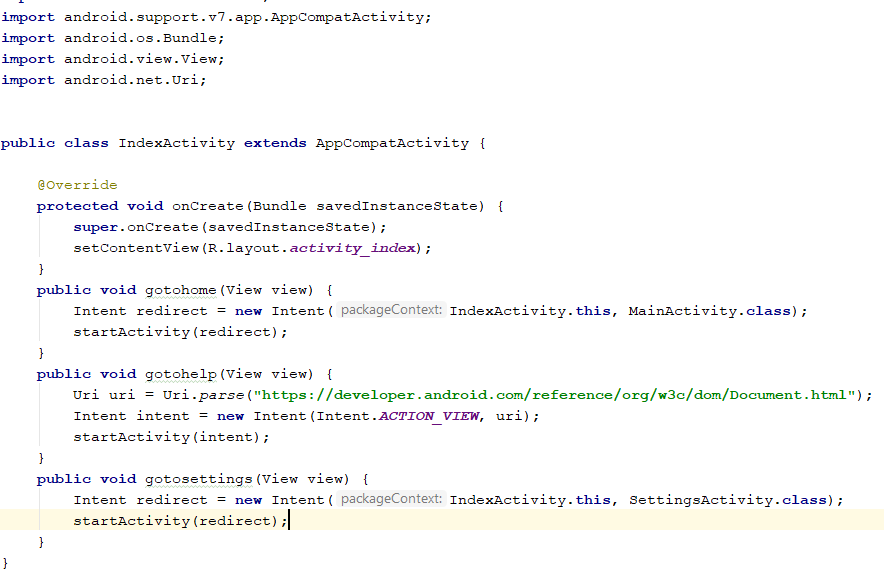 import android.support.v7.app.AppCompatActivity;
import android.os.Bundle;
import android.view.View;
import android.net.Uri;
public class IndexActivity extends AppCompatActivity {
@Override
protected void onCreate(Bundle savedInstanceState) {
super.onCreate(savedInstanceState);
setContentView(R.layout.activity_index);
}
public void gotohome(View view) {
Intent redirect = new Intent( packageContext: IndexActivity.this, MainActivity.class);
startActivity(redirect);
}
public void gotohelp(View view) {
Uri uri = Uri.parse("https://developer.android.com/reference/org/w3c/dom/Document.html");
Intent intent = new Intent(Intent.ACTION_VIEW, uri);
startActivity(intent);
}
public void gotosettings(View view) {
Intent redirect = new Intent( packageContext: IndexActivity.this, SettingsActivity.class);
startActivity(redirect);
}
}